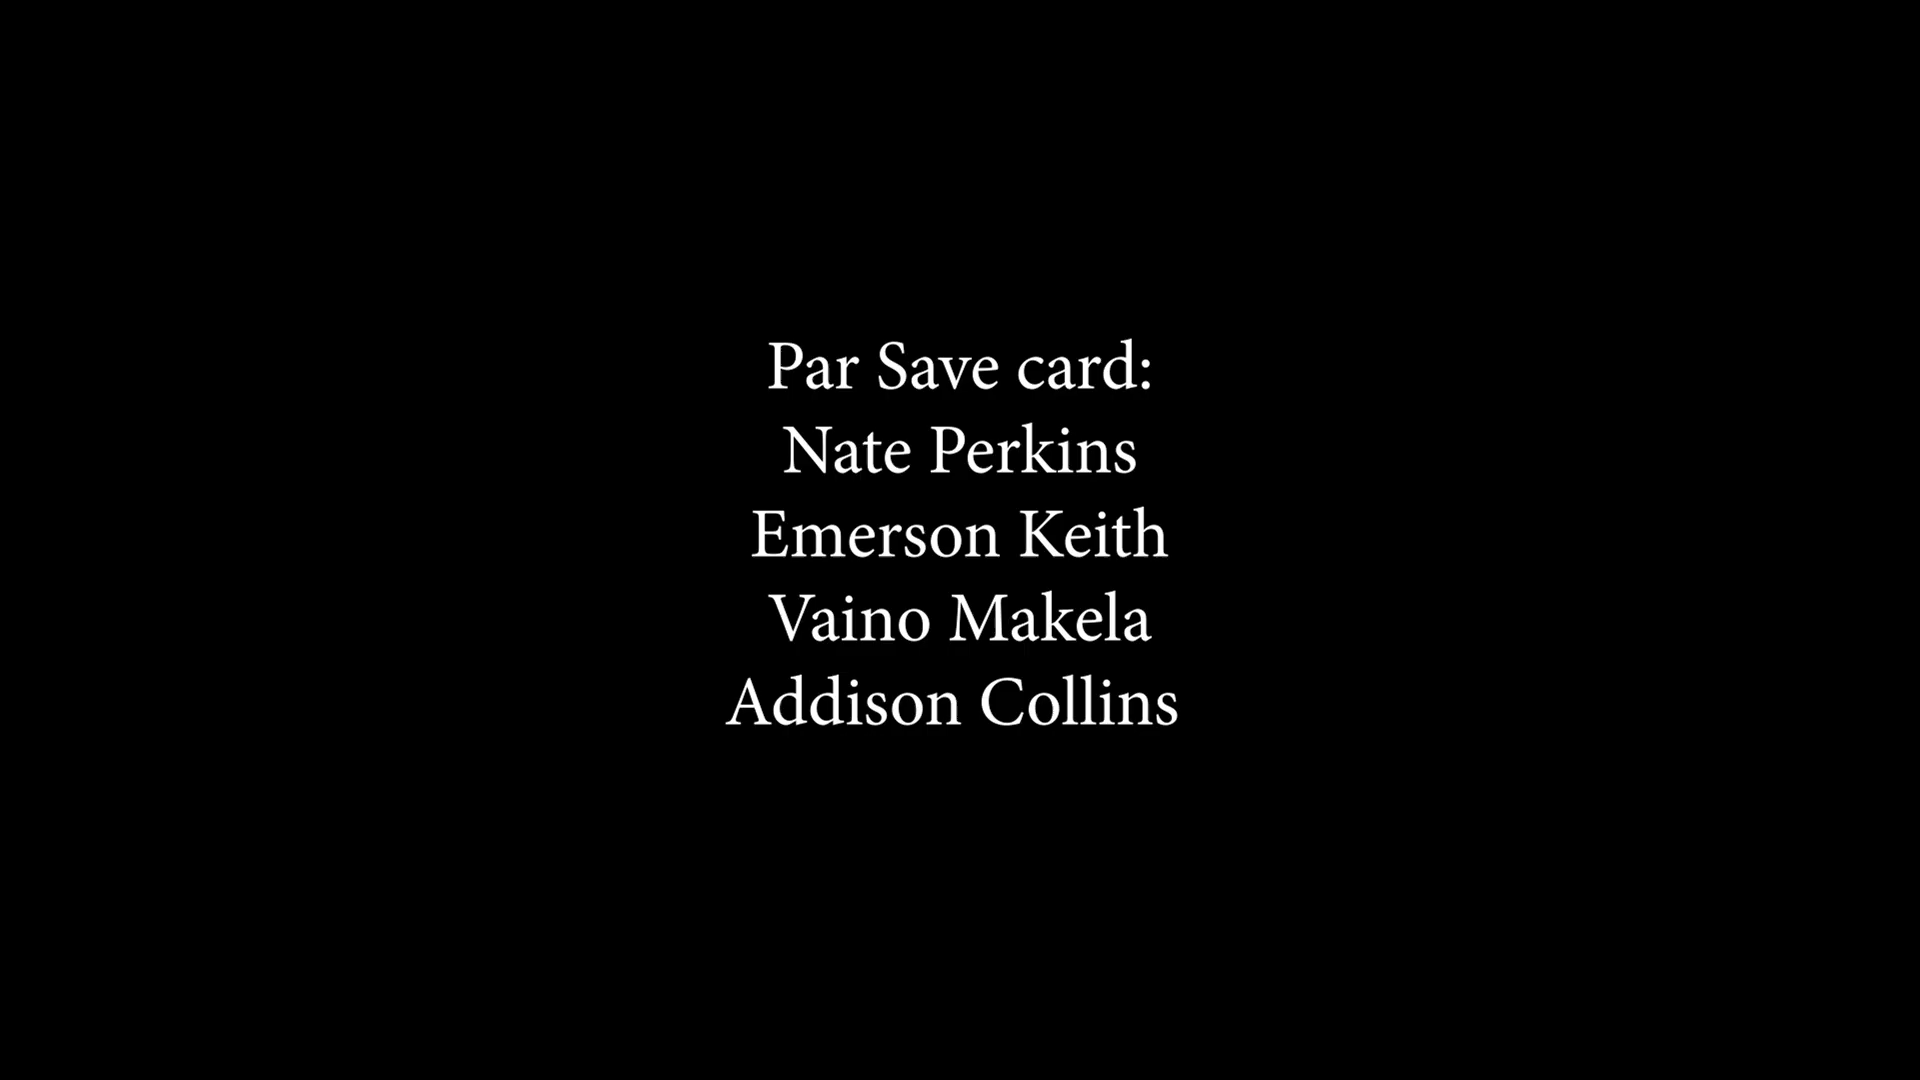 Par Save card:
Nate Perkins
Emerson Keith
Vaino Makela
Addison Collins